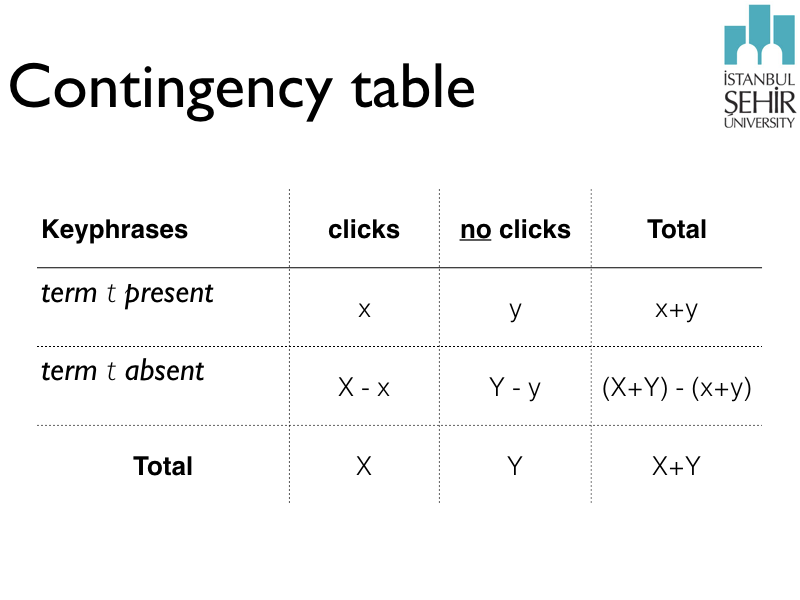 Contingency table
İSTANBUL
ŞEHİR
UNIVERSITY
Keyphrases clicks no clicks Total
term t present x y x+y
term t absent X - x Y - y (X+Y) - (x+y)
Total X Y X+Y